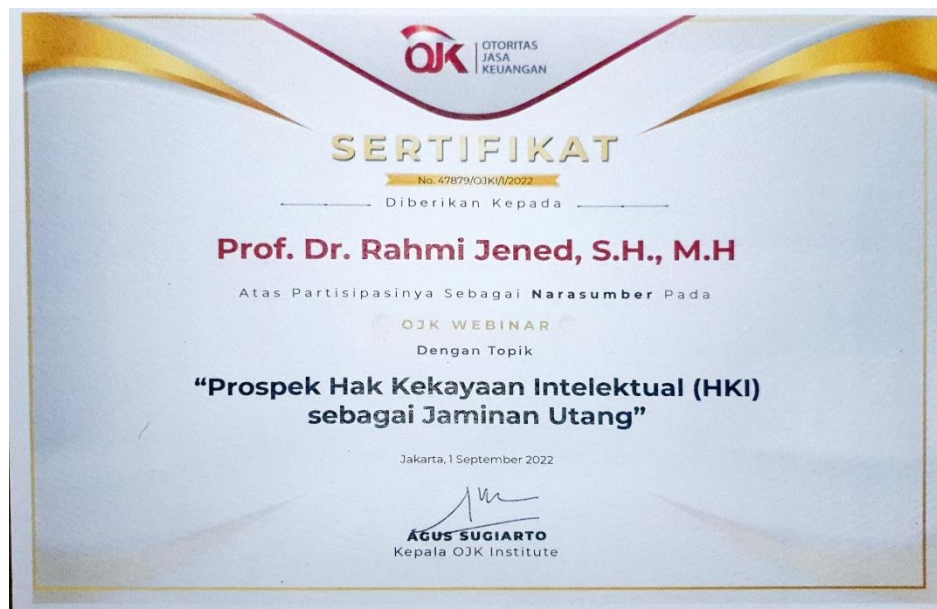 OJK
OTORITAS
JASA
KEUANGAN
SERTIFIKAT
No. 47879/OJKI/I/2022
Diberikan Kepada
Prof. Dr. Rahmi Jened, S.H., M.H
Atas Partisipasinya Sebagai Narasumber Pada
OJK WEBINAR
Dengan Topik
“Prospek Hak Kekayaan Intelektual (HKI)
sebagai Jaminan Utang”
Jakarta, 1 September 2022
AGUS SUGIARTO
Kepala OJK Institute